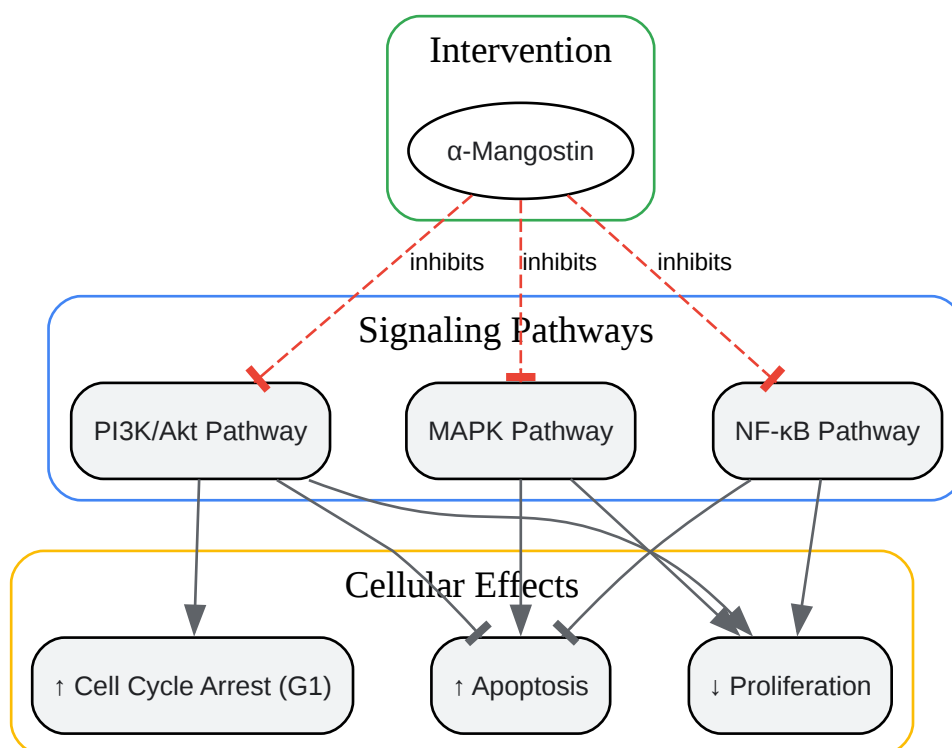 Intervention
α-Mangostin
inhibits
inhibits
inhibits
Signaling Pathways
PI3K/Akt Pathway
MAPK Pathway
NF-κB Pathway
Cellular Effects
↑ Cell Cycle Arrest (G1)
↑ Apoptosis
↓ Proliferation